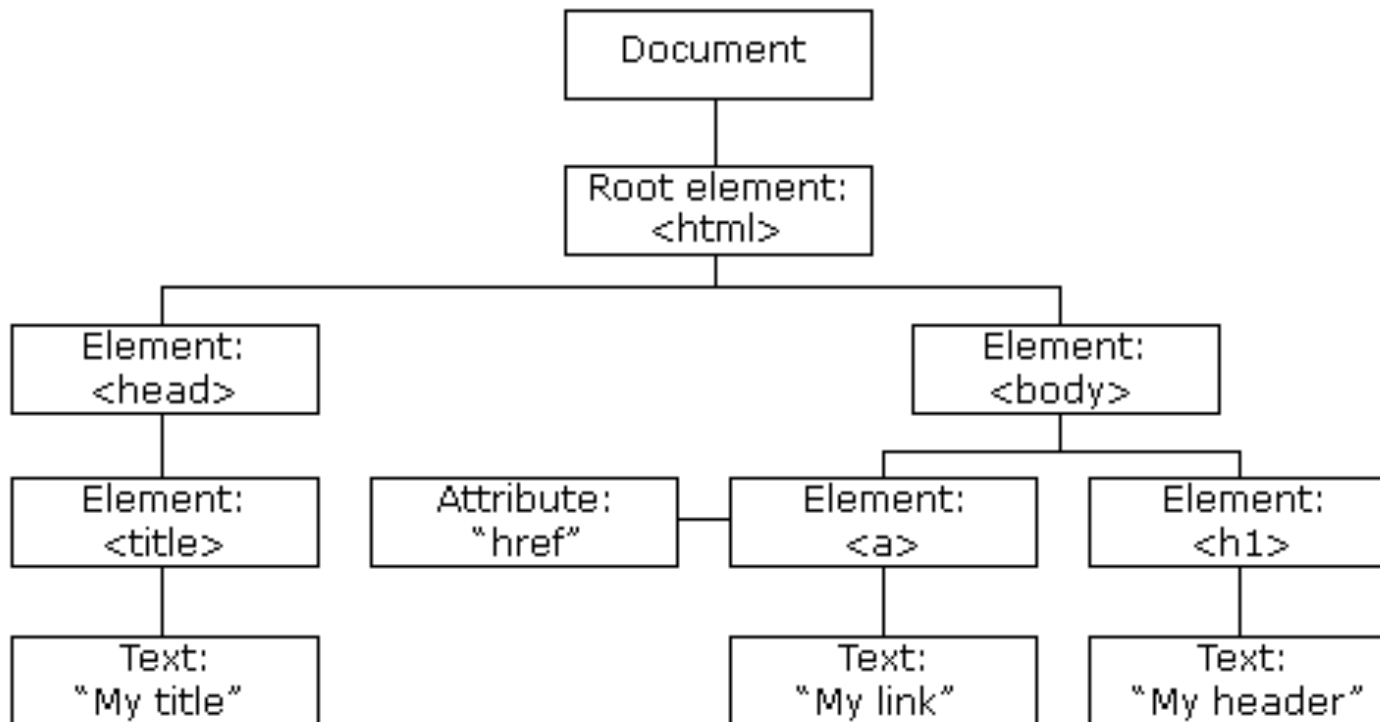 Document
Root element:
<html>
Element:
<head>
Element:
<body>
Element:
<title>
Attribute:
“href”
Element:
<a>
Element:
<h1>
Text:
“My title”
Text:
“My link”
Text:
“My header”